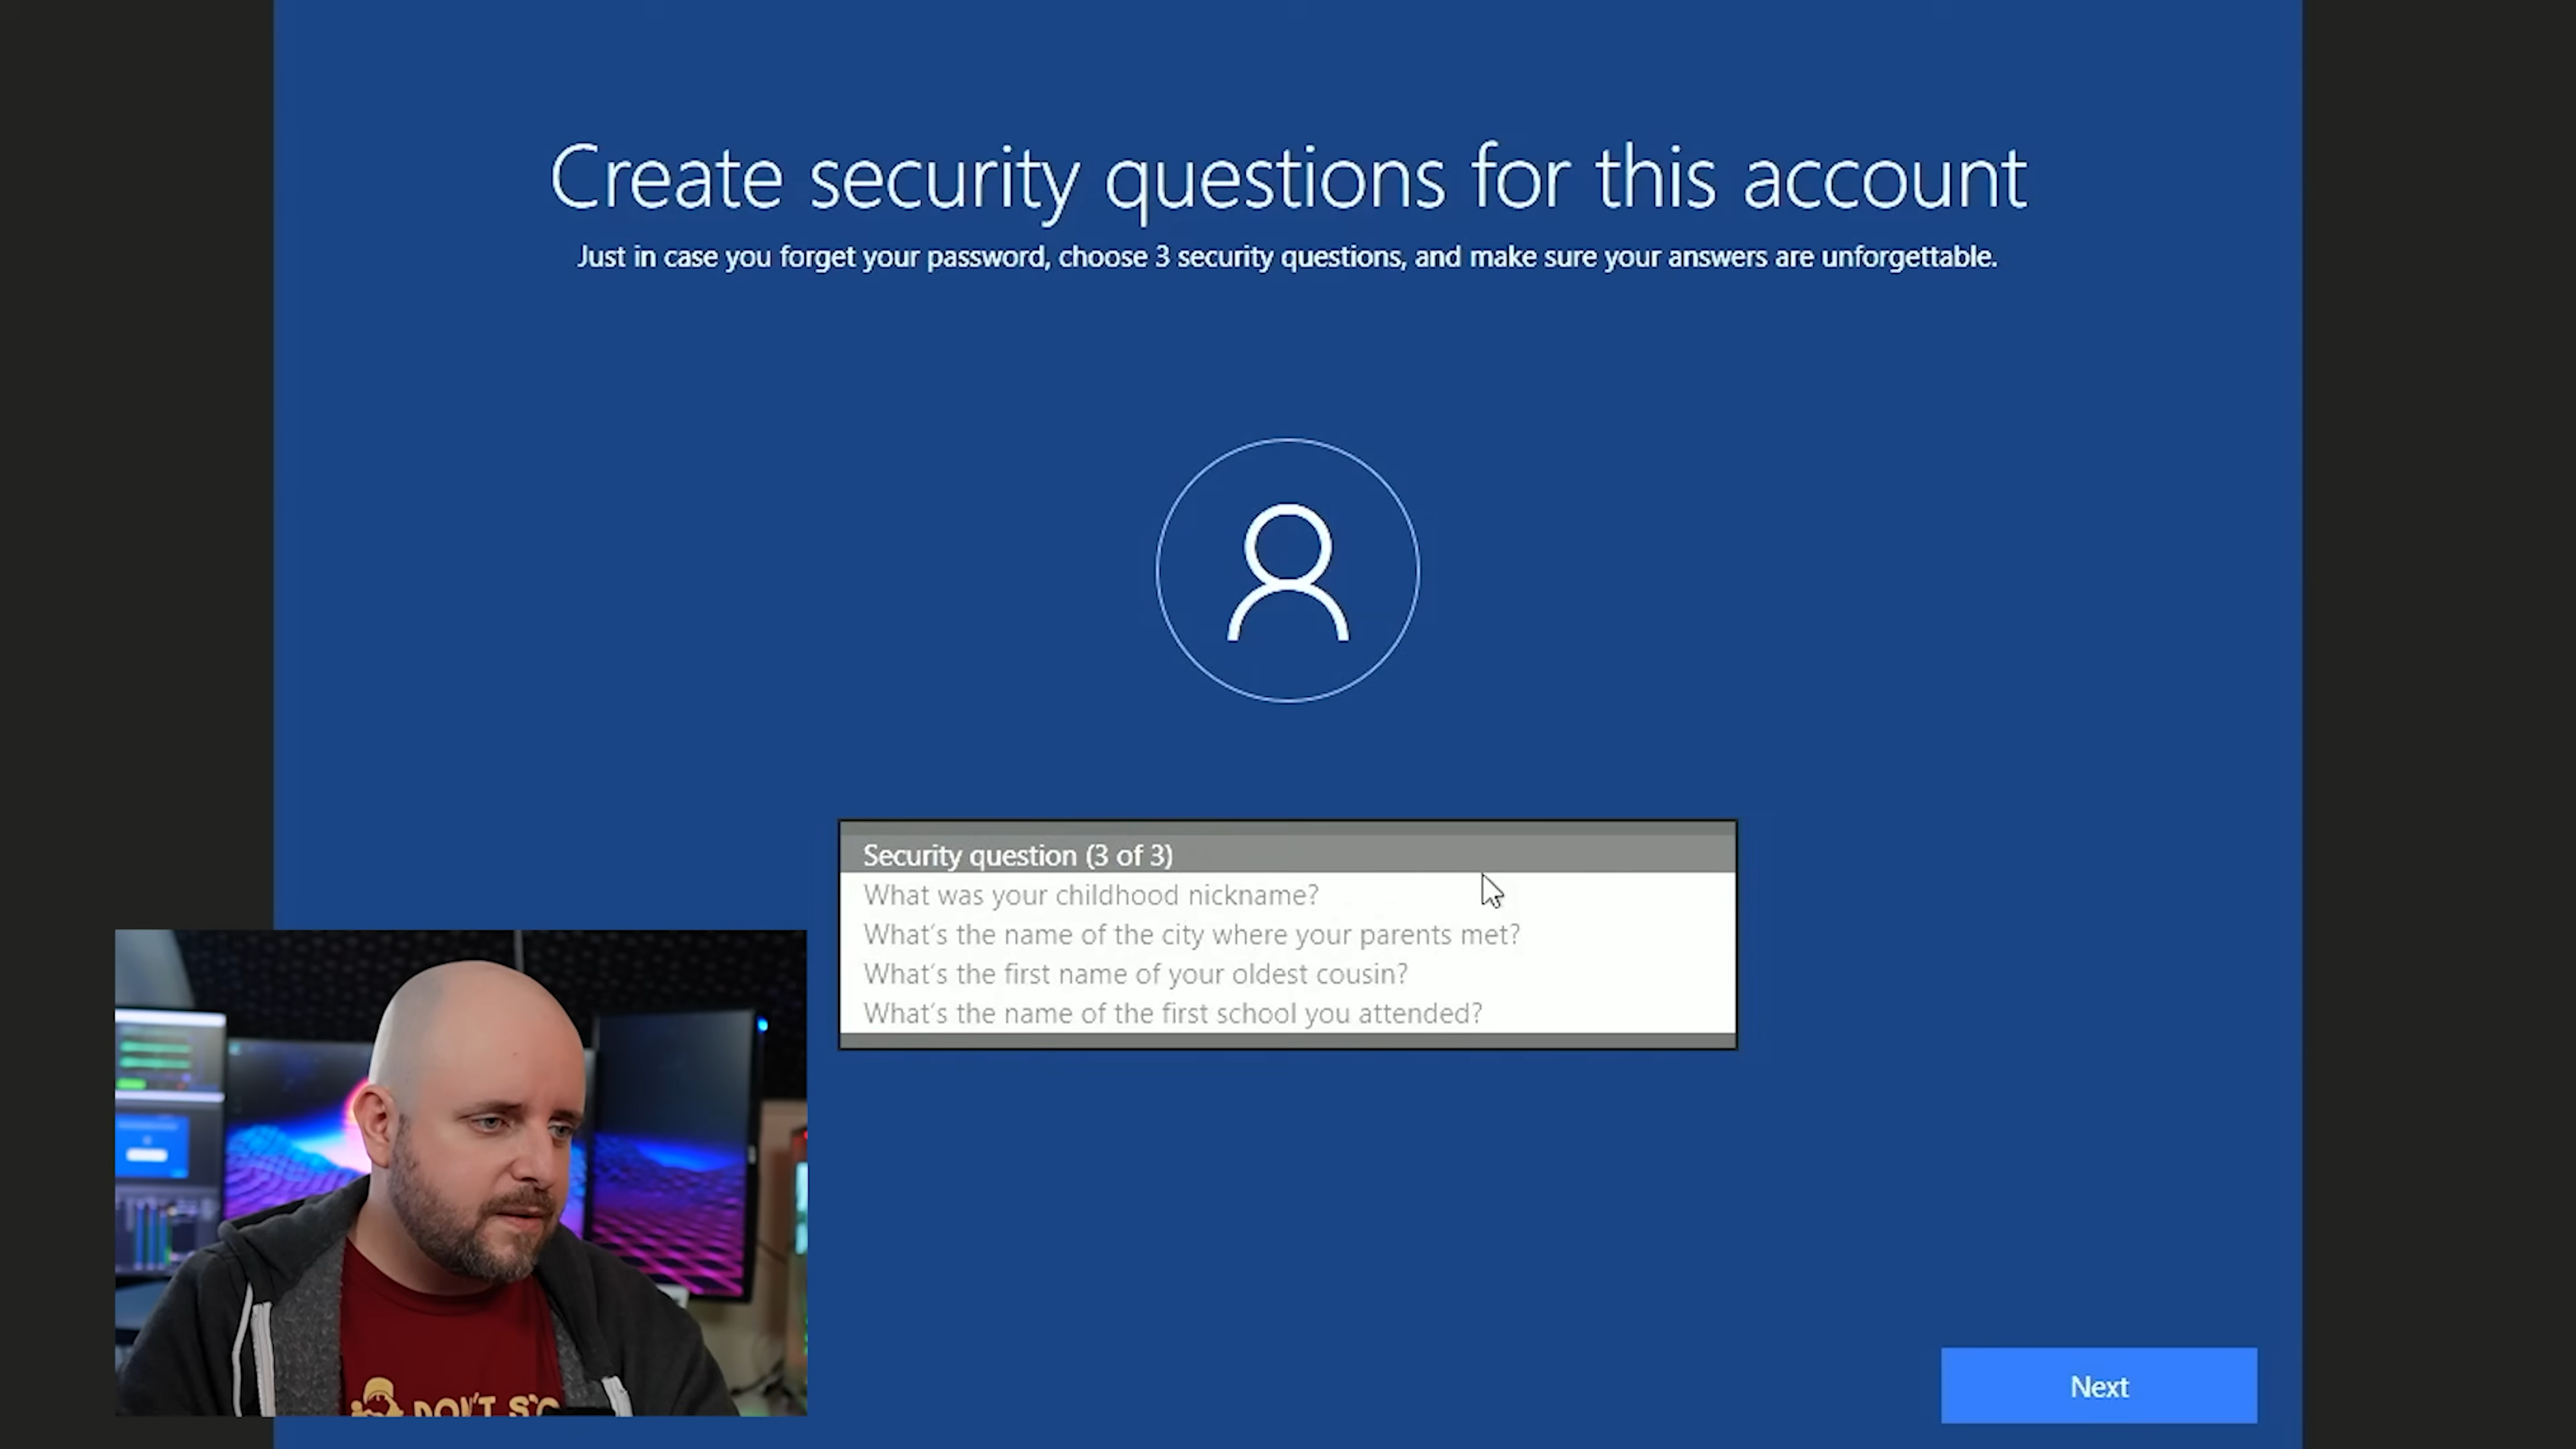 Create security questions for this account
Just in case you forget your password, choose 3 security questions, and make sure your answers are unforgettable.
Security question (3 of 3)
What was your childhood nickname?
What's the name of the city where your parents met?
What's the first name of your oldest cousin?
What's the name of the first school you attended?
DON'T
Next